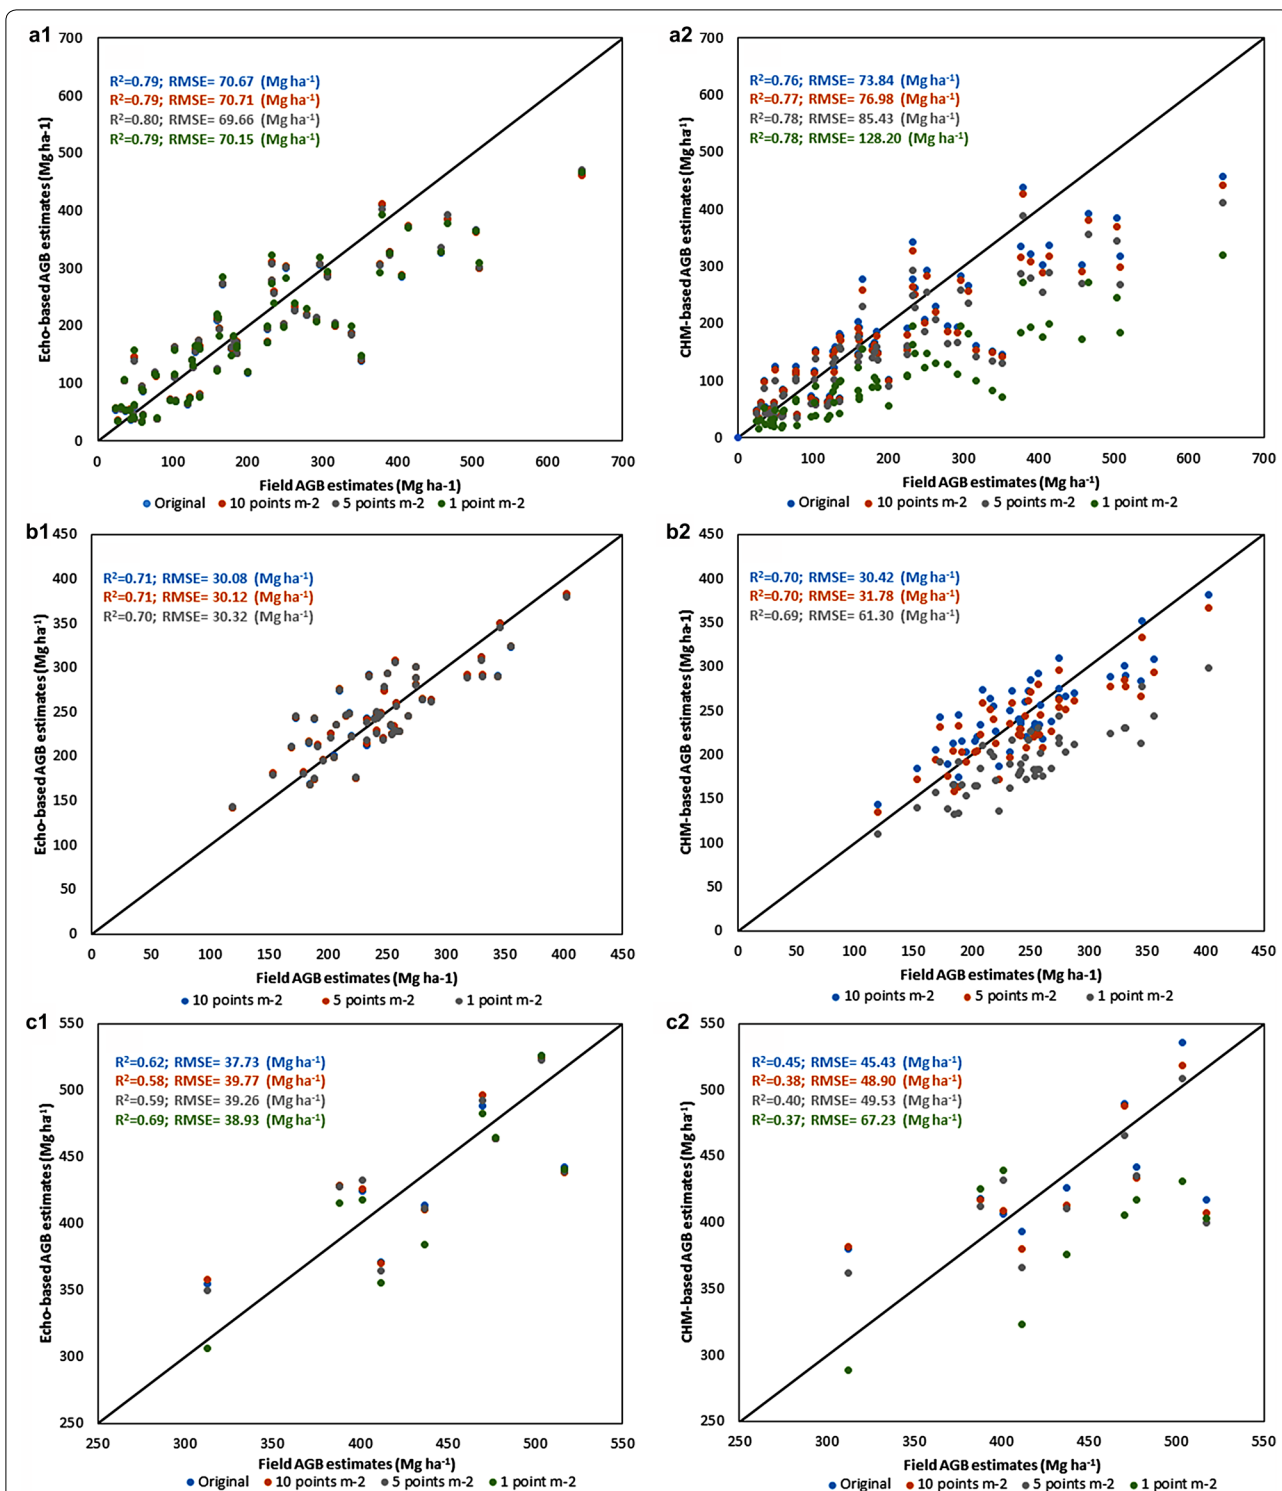 a1
700
600
500
400
300
200
100
0
R²=0.79; RMSE= 70.67 (Mg ha⁻¹)
R²=0.79; RMSE= 70.71 (Mg ha⁻¹)
R²=0.80; RMSE= 69.66 (Mg ha⁻¹)
R²=0.79; RMSE= 70.15 (Mg ha⁻¹)
Echo-based AGB estimates (Mg ha-1)
0 100 200 300 400 500 600 700
Field AGB estimates (Mg ha-1)
Original 10 points m-2 5 points m-2 1 point m-2
a2
700
600
500
400
300
200
100
0
R²=0.76; RMSE= 73.84 (Mg ha⁻¹)
R²=0.77; RMSE= 76.98 (Mg ha⁻¹)
R²=0.78; RMSE= 85.43 (Mg ha⁻¹)
R²=0.78; RMSE= 128.20 (Mg ha⁻¹)
CHM-based AGB estimates (Mg ha⁻¹)
0 100 200 300 400 500 600 700
Field AGB estimates (Mg ha⁻¹)
Original 10 points m-2 5 points m-2 1 point m-2
b1
450
400
350
300
250
200
150
100
50
0
R²=0.71; RMSE= 30.08 (Mg ha⁻¹)
R²=0.71; RMSE= 30.12 (Mg ha⁻¹)
R²=0.70; RMSE= 30.32 (Mg ha⁻¹)
Echo-based AGB estimates (Mg ha⁻¹)
0 50 100 150 200 250 300 350 400 450
Field AGB estimates (Mg ha-1)
10 points m-2 5 points m-2 1 point m-2
b2
450
400
350
300
250
200
150
100
50
0
R²=0.70; RMSE= 30.42 (Mg ha⁻¹)
R²=0.70; RMSE= 31.78 (Mg ha⁻¹)
R²=0.69; RMSE= 61.30 (Mg ha⁻¹)
CHM-based AGB estimates (Mg ha-1)
0 50 100 150 200 250 300 350 400 450
Field AGB estimates (Mg ha-1)
10 points m-2 5 points m-2 1 point m-2
c1
550
500
450
400
350
300
250
R²=0.62; RMSE= 37.73 (Mg ha⁻¹)
R²=0.58; RMSE= 39.77 (Mg ha⁻¹)
R²=0.59; RMSE= 39.26 (Mg ha⁻¹)
R²=0.69; RMSE= 38.93 (Mg ha⁻¹)
Echo-based AGB estimates (Mg ha⁻¹)
250 300 350 400 450 500 550
Field AGB estimates (Mg ha⁻¹)
Original 10 points m-2 5 points m-2 1 point m-2
c2
550
500
450
400
350
300
250
R²=0.45; RMSE= 45.43 (Mg ha⁻¹)
R²=0.38; RMSE= 48.90 (Mg ha⁻¹)
R²=0.40; RMSE= 49.53 (Mg ha⁻¹)
R²=0.37; RMSE= 67.23 (Mg ha⁻¹)
CHM-based AGB estimates (Mg ha⁻¹)
250 300 350 400 450 500 550
Field AGB estimates (Mg ha⁻¹)
Original 10 points m-2 5 points m-2 1 point m-2